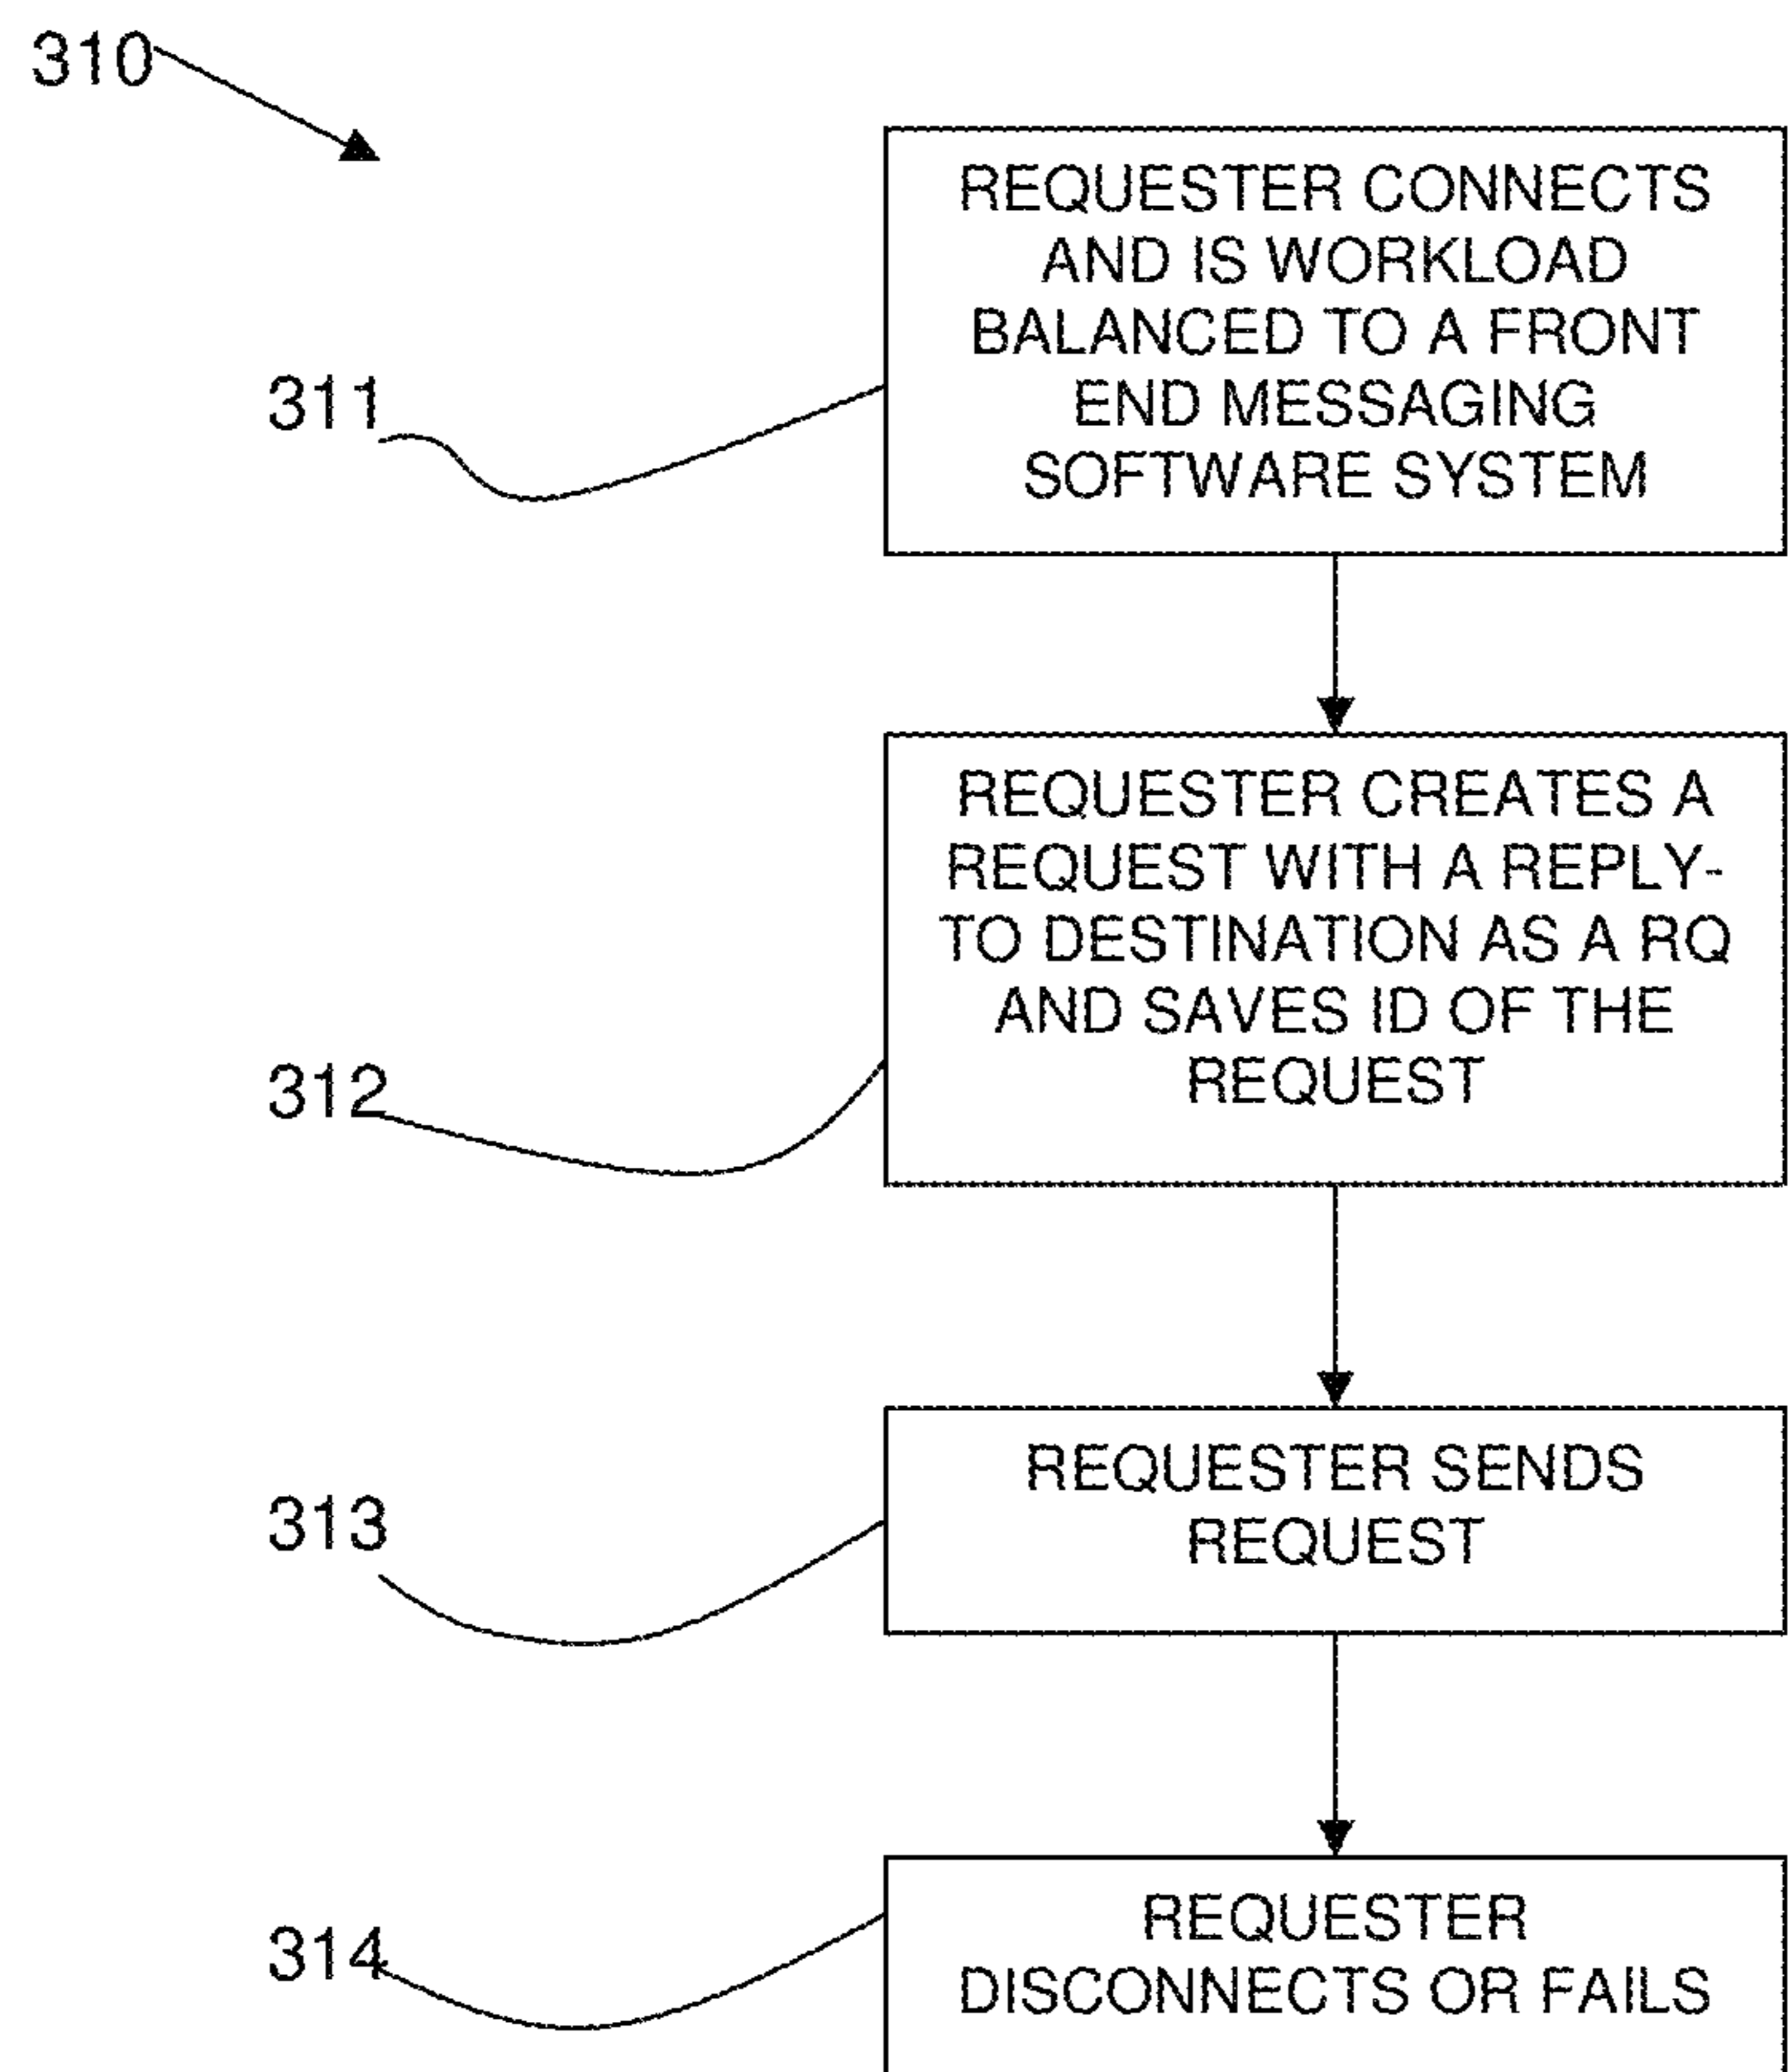 310
REQUESTER CONNECTS
AND IS WORKLOAD
BALANCED TO A FRONT
END MESSAGING
SOFTWARE SYSTEM
311
REQUESTER CREATES A
REQUEST WITH A REPLY-
TO DESTINATION AS A RQ
AND SAVES ID OF THE
REQUEST
312
REQUESTER SENDS
REQUEST
313
REQUESTER
DISCONNECTS OR FAILS
314